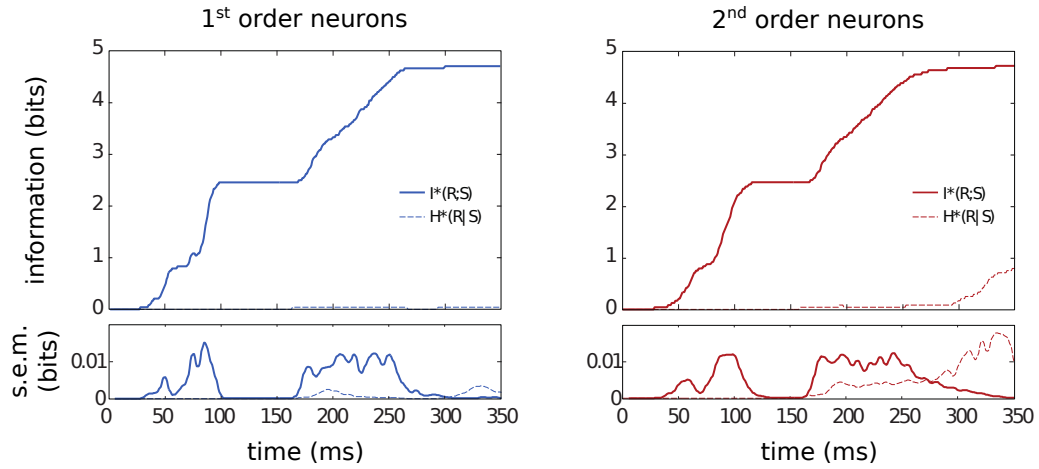 1st order neurons
2nd order neurons
information (bits)
5
4
3
2
1
0
I*(R;S)
H*(R|S)
5
4
3
2
1
0
I*(R;S)
H*(R|S)
s.e.m. (bits)
0.01
0
0 50 100 150 200 250 300 350
time (ms)
0.01
0
0 50 100 150 200 250 300 350
time (ms)